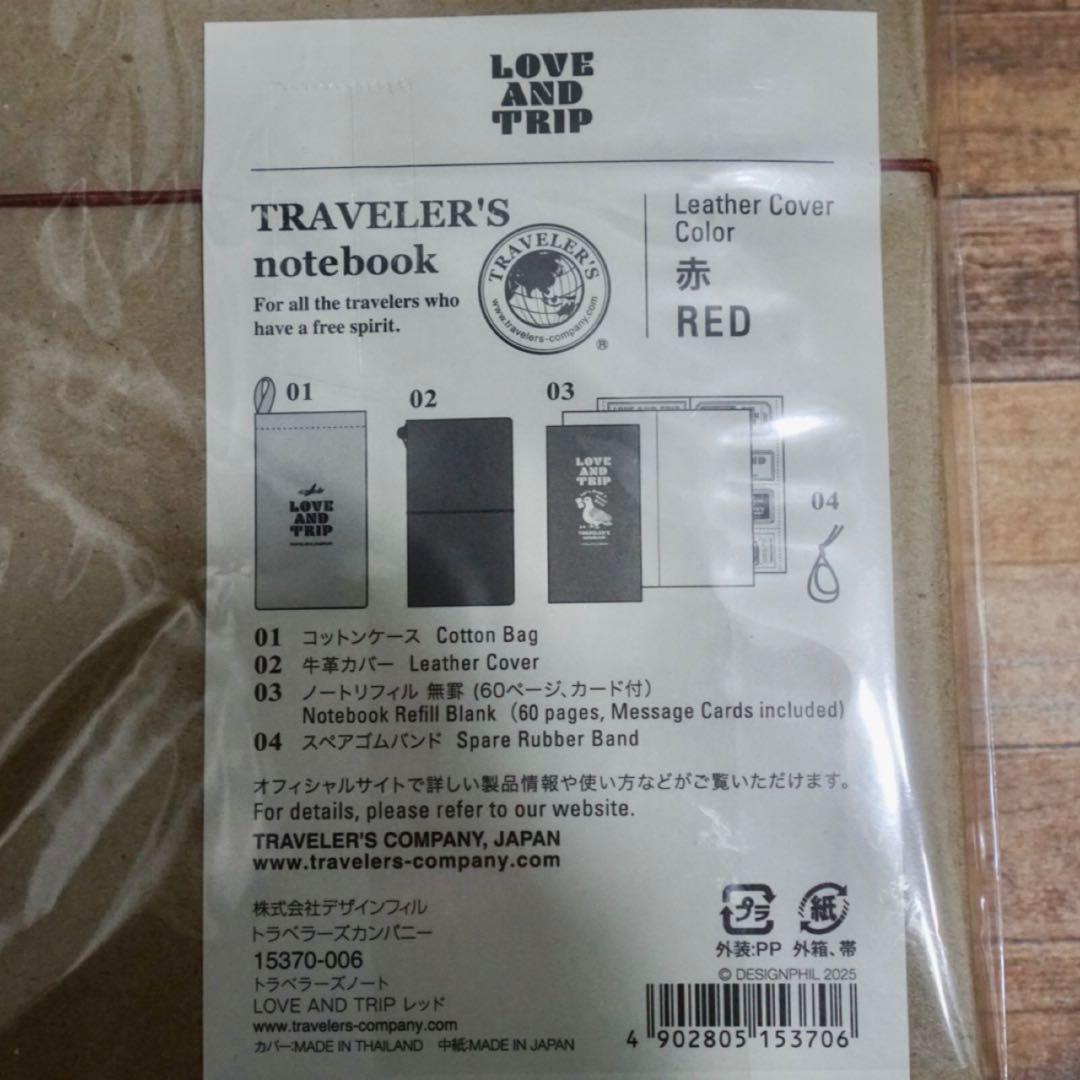 LOVE
AND
TRIP
TRAVELER'S
notebook
For all the travelers who
have a free spirit.
TRAVELER'S
www.travelers-company.com
®
Leather Cover
Color
赤
RED
01
02
03
04
LOVE
AND
TRIP
LOVE
AND
TRIP
LOVE AND TRIP
01 コットンケース Cotton Bag
02 牛革カバー Leather Cover
03 ノートリフィル 無罫 (60ページ、カード付)
Notebook Refill Blank (60 pages, Message Cards included)
04 スペアゴムバンド Spare Rubber Band
オフィシャルサイトで詳しい製品情報や使い方などがご覧いただけます。
For details, please refer to our website.
TRAVELER'S COMPANY, JAPAN
www.travelers-company.com
株式会社デザインフィル
トラベラーズカンパニー
15370-006
トラベラーズノート
LOVE AND TRIP レッド
www.travelers-company.com
カバー:MADE IN THAILAND 中紙:MADE IN JAPAN
プラ
紙
外装:PP 外箱、帯
© DESIGNPHIL 2025
4 902805 153706